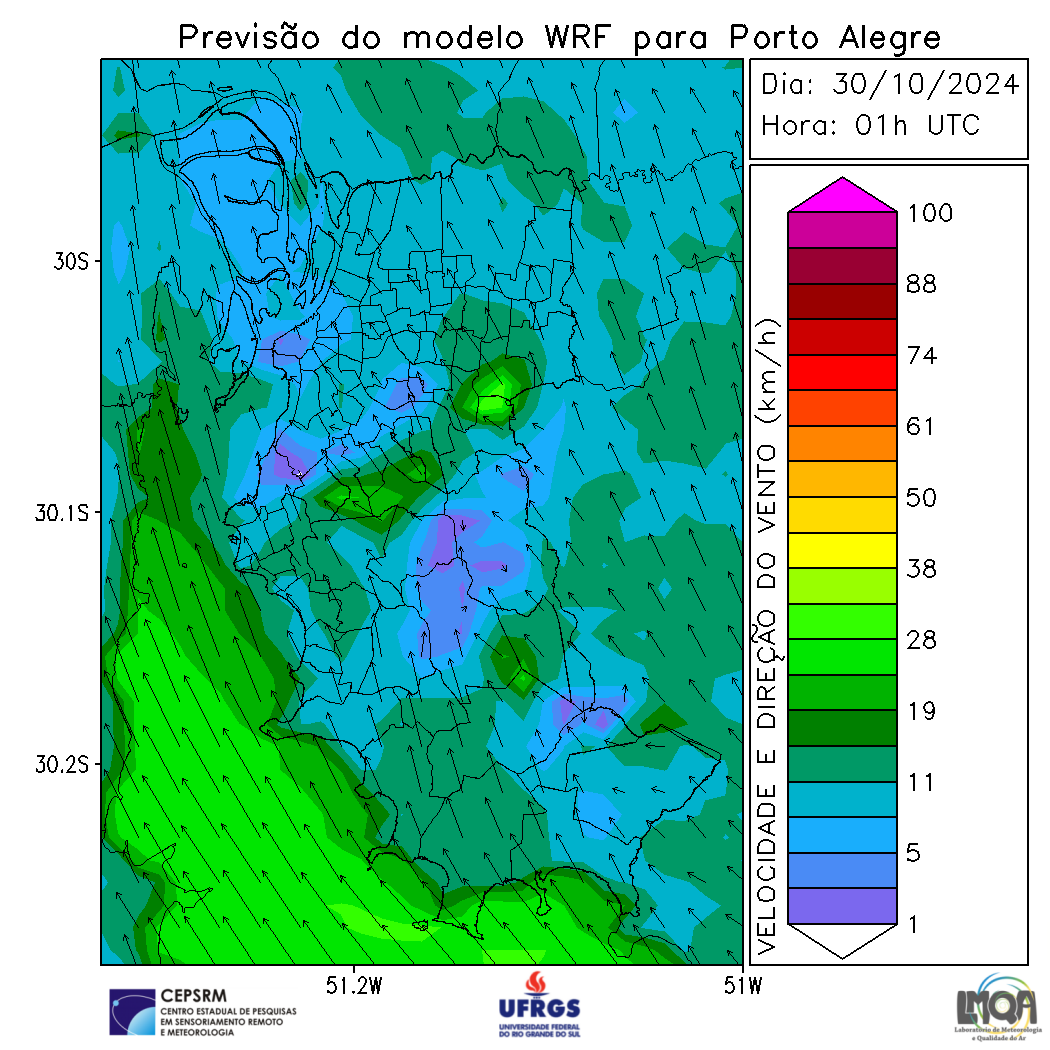 Previsão do modelo WRF para Porto Alegre
Dia: 30/10/2024
Hora: 01h UTC
30S
30.1S
30.2S
51.2W
51W
VELOCIDADE E DIREÇÃO DO VENTO (km/h)
100
88
74
61
50
38
28
19
11
5
1
CEPSRM
CENTRO ESTADUAL DE PESQUISAS
EM SENSORIAMENTO REMOTO
E METEOROLOGIA
UFRGS
UNIVERSIDADE FEDERAL
DO RIO GRANDE DO SUL
LMQA
Laboratório de Meteorologia
e Qualidade do Ar